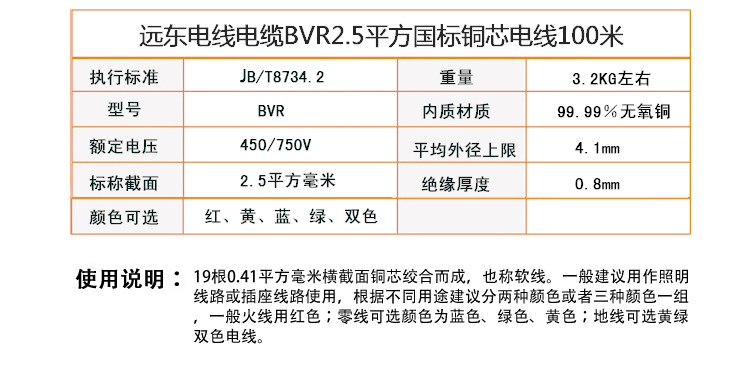 远东电线电缆BVR2.5平方国标铜芯电线100米
执行标准 JB/T8734.2 重量 3.2KG左右
型号 BVR 内质材质 99.99%无氧铜
额定电压 450/750V 平均外径上限 4.1mm
标称截面 2.5平方毫米 绝缘厚度 0.8mm
颜色可选 红、黄、蓝、绿、双色
使用说明：19根0.41平方毫米横截面铜芯绞合而成，也称软线。一般建议用作照明
线路或插座线路使用，根据不同用途建议分两种颜色或者三种颜色一组
，一般火线用红色；零线可选颜色为蓝色、绿色、黄色；地线可选黄绿
双色电线。